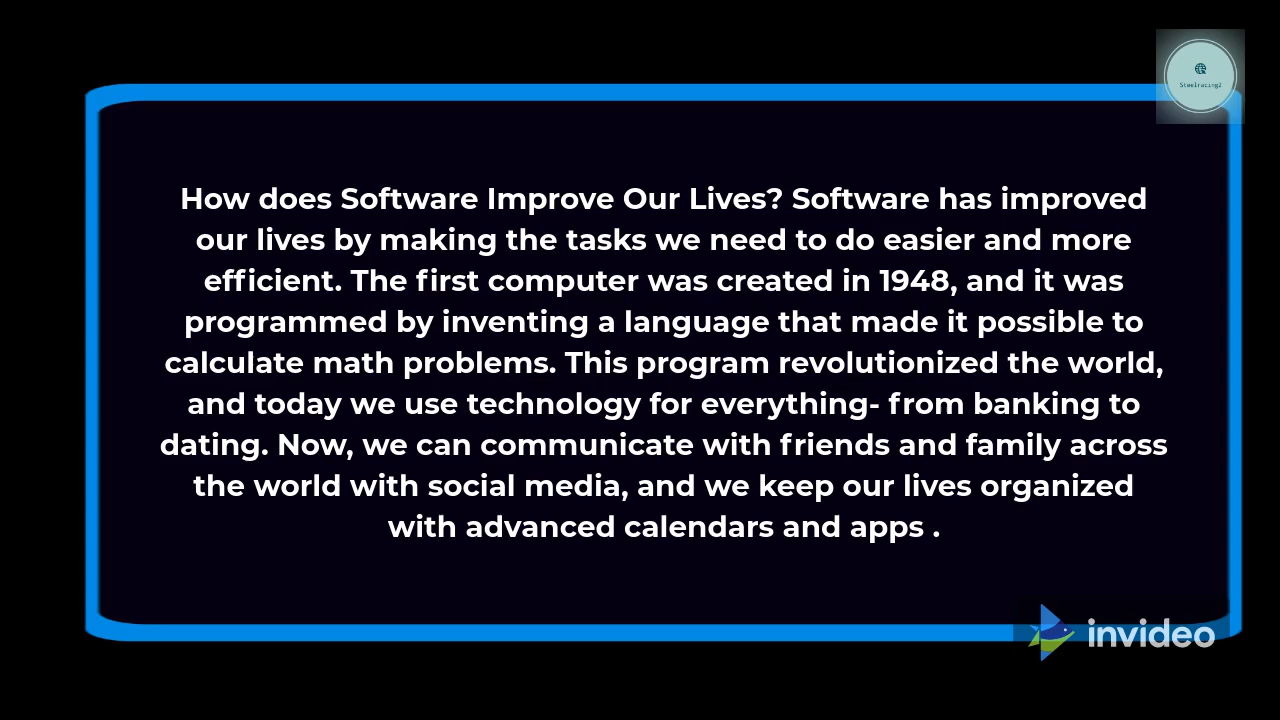 Steelracing2
How does Software Improve Our Lives? Software has improved
our lives by making the tasks we need to do easier and more
efficient. The first computer was created in 1948, and it was
programmed by inventing a language that made it possible to
calculate math problems. This program revolutionized the world,
and today we use technology for everything- from banking to
dating. Now, we can communicate with friends and family across
the world with social media, and we keep our lives organized
with advanced calendars and apps .
invideo